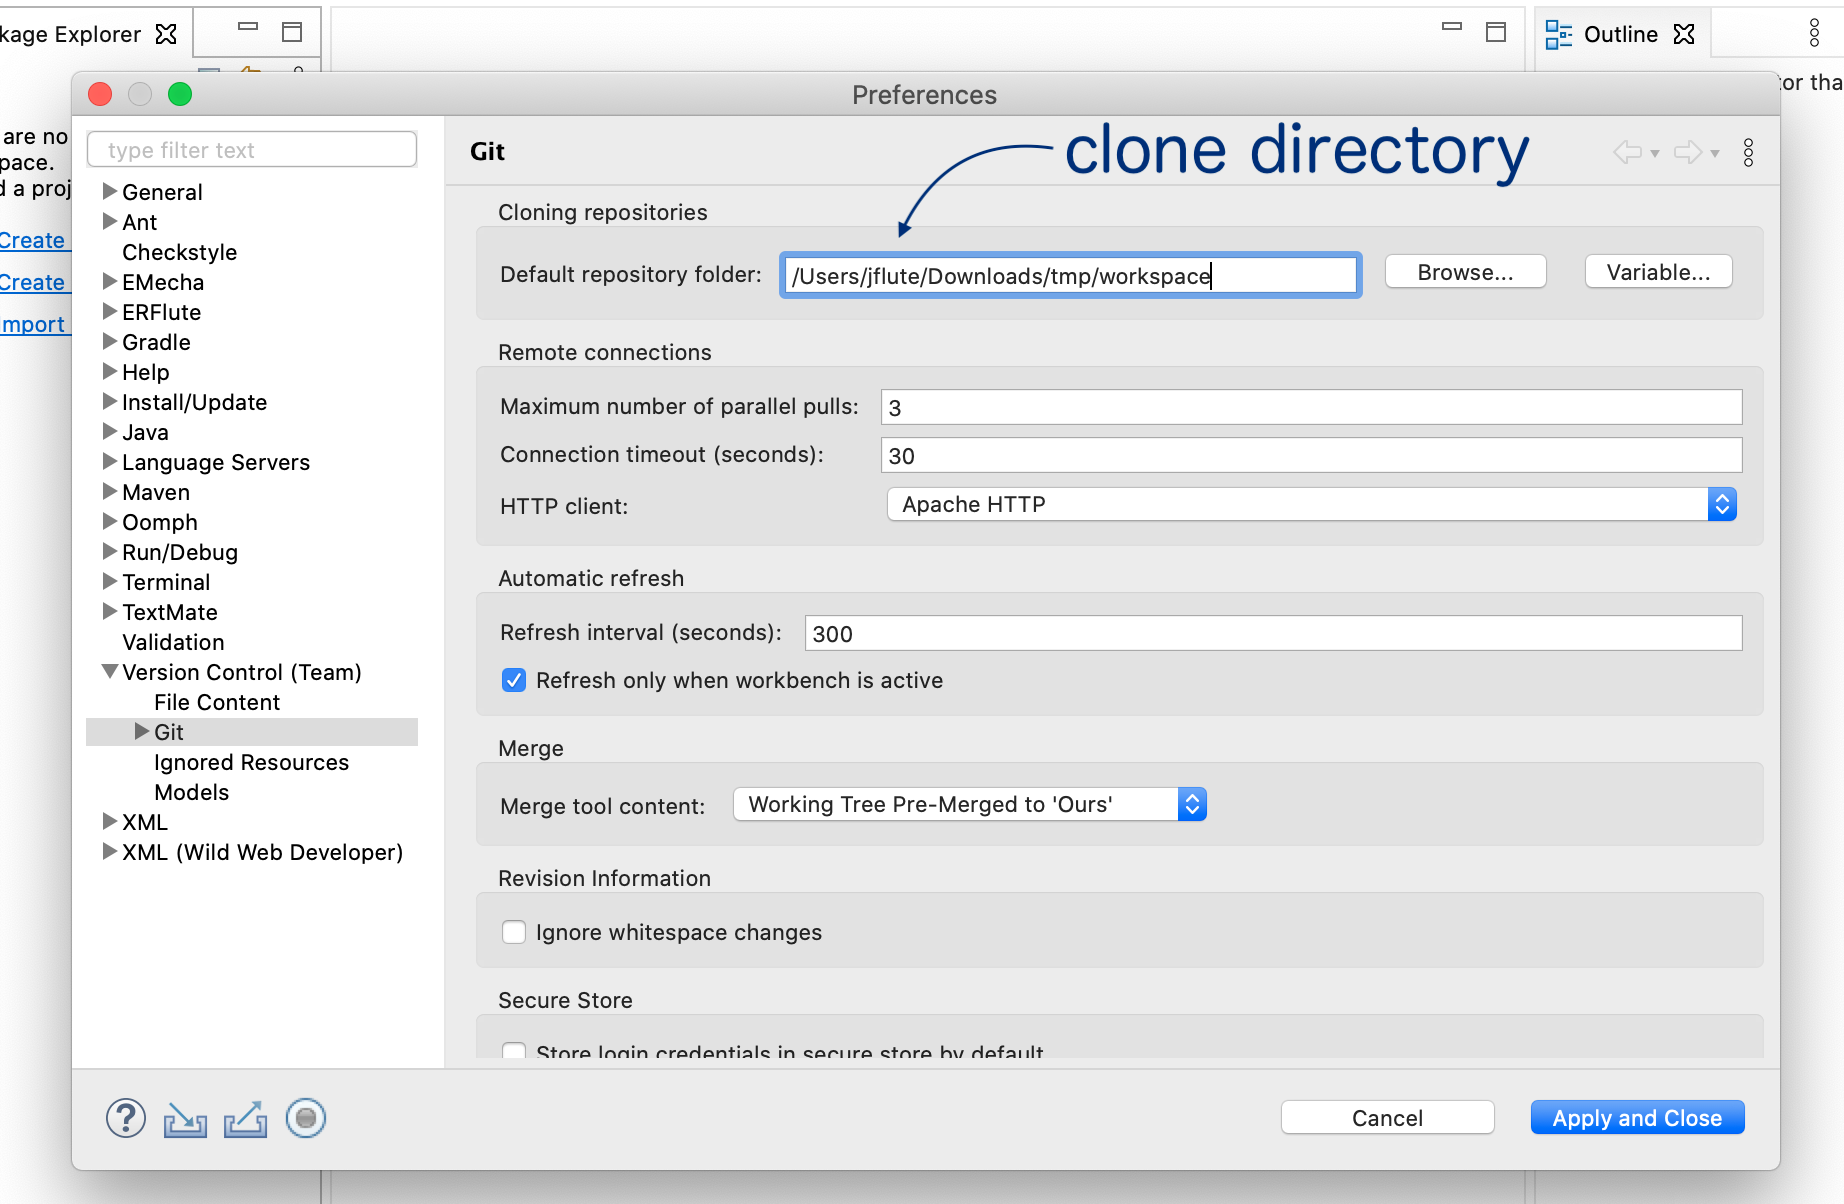 kage Explorer
Outline
tor tha
Preferences
are no
pace.
d a proj
Create
Create
Import
type filter text
General
Ant
Checkstyle
EMecha
ERFlute
Gradle
Help
Install/Update
Java
Language Servers
Maven
Oomph
Run/Debug
Terminal
TextMate
Validation
Version Control (Team)
File Content
Git
Ignored Resources
Models
XML
XML (Wild Web Developer)
Git
clone directory
Cloning repositories
Default repository folder: /Users/jflute/Downloads/tmp/workspace Browse... Variable...
Remote connections
Maximum number of parallel pulls: 3
Connection timeout (seconds): 30
HTTP client: Apache HTTP
Automatic refresh
Refresh interval (seconds): 300
Refresh only when workbench is active
Merge
Merge tool content: Working Tree Pre-Merged to 'Ours'
Revision Information
Ignore whitespace changes
Secure Store
Store login credentials in secure store by default
?
Cancel Apply and Close